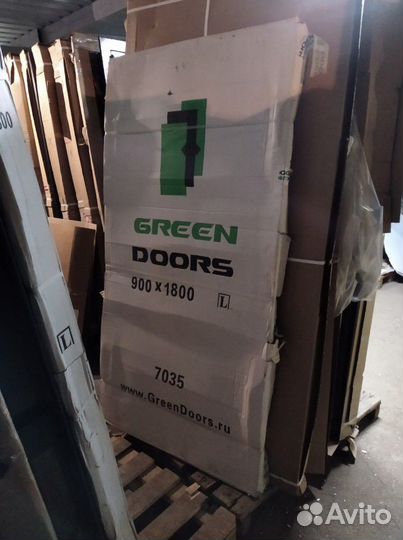 GREEN
DOORS
900 x 1800
L
7035
www.GreenDoors.ru
L
Avito